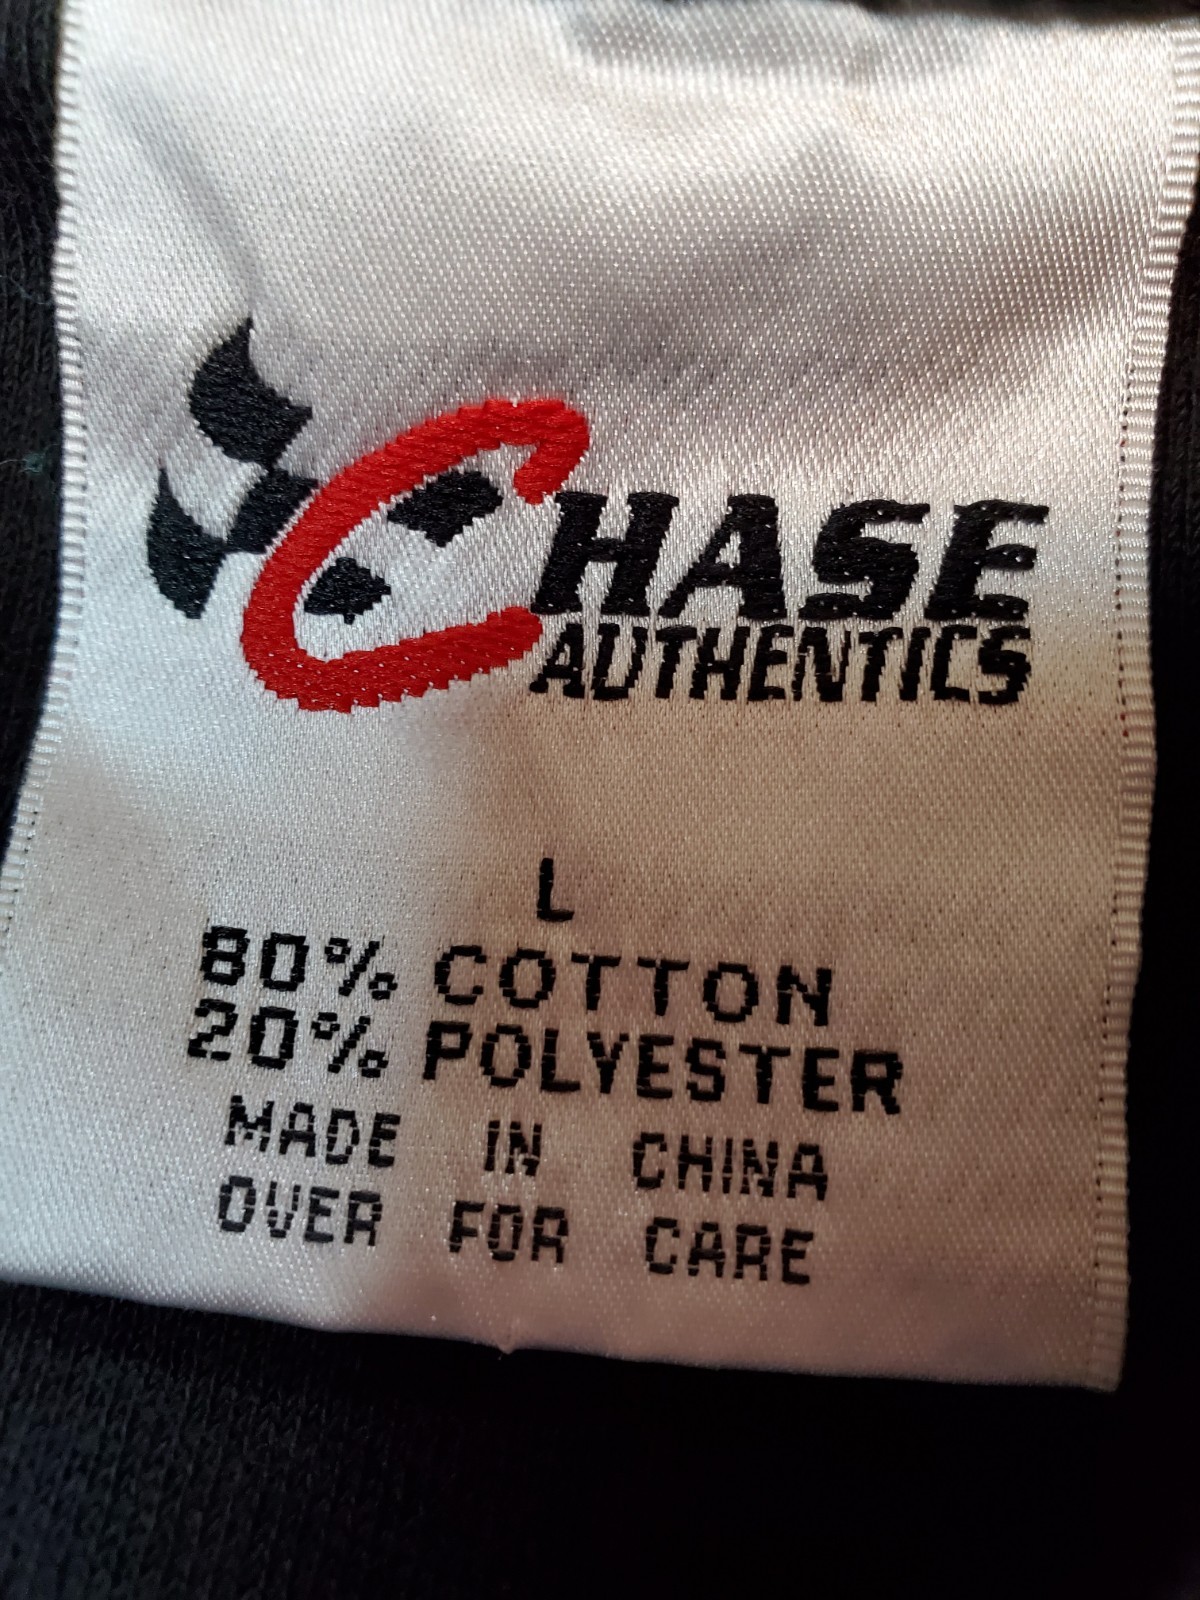 CHASE
AUTHENTICS
L
80% COTTON
20% POLYESTER
MADE IN CHINA
OVER FOR CARE